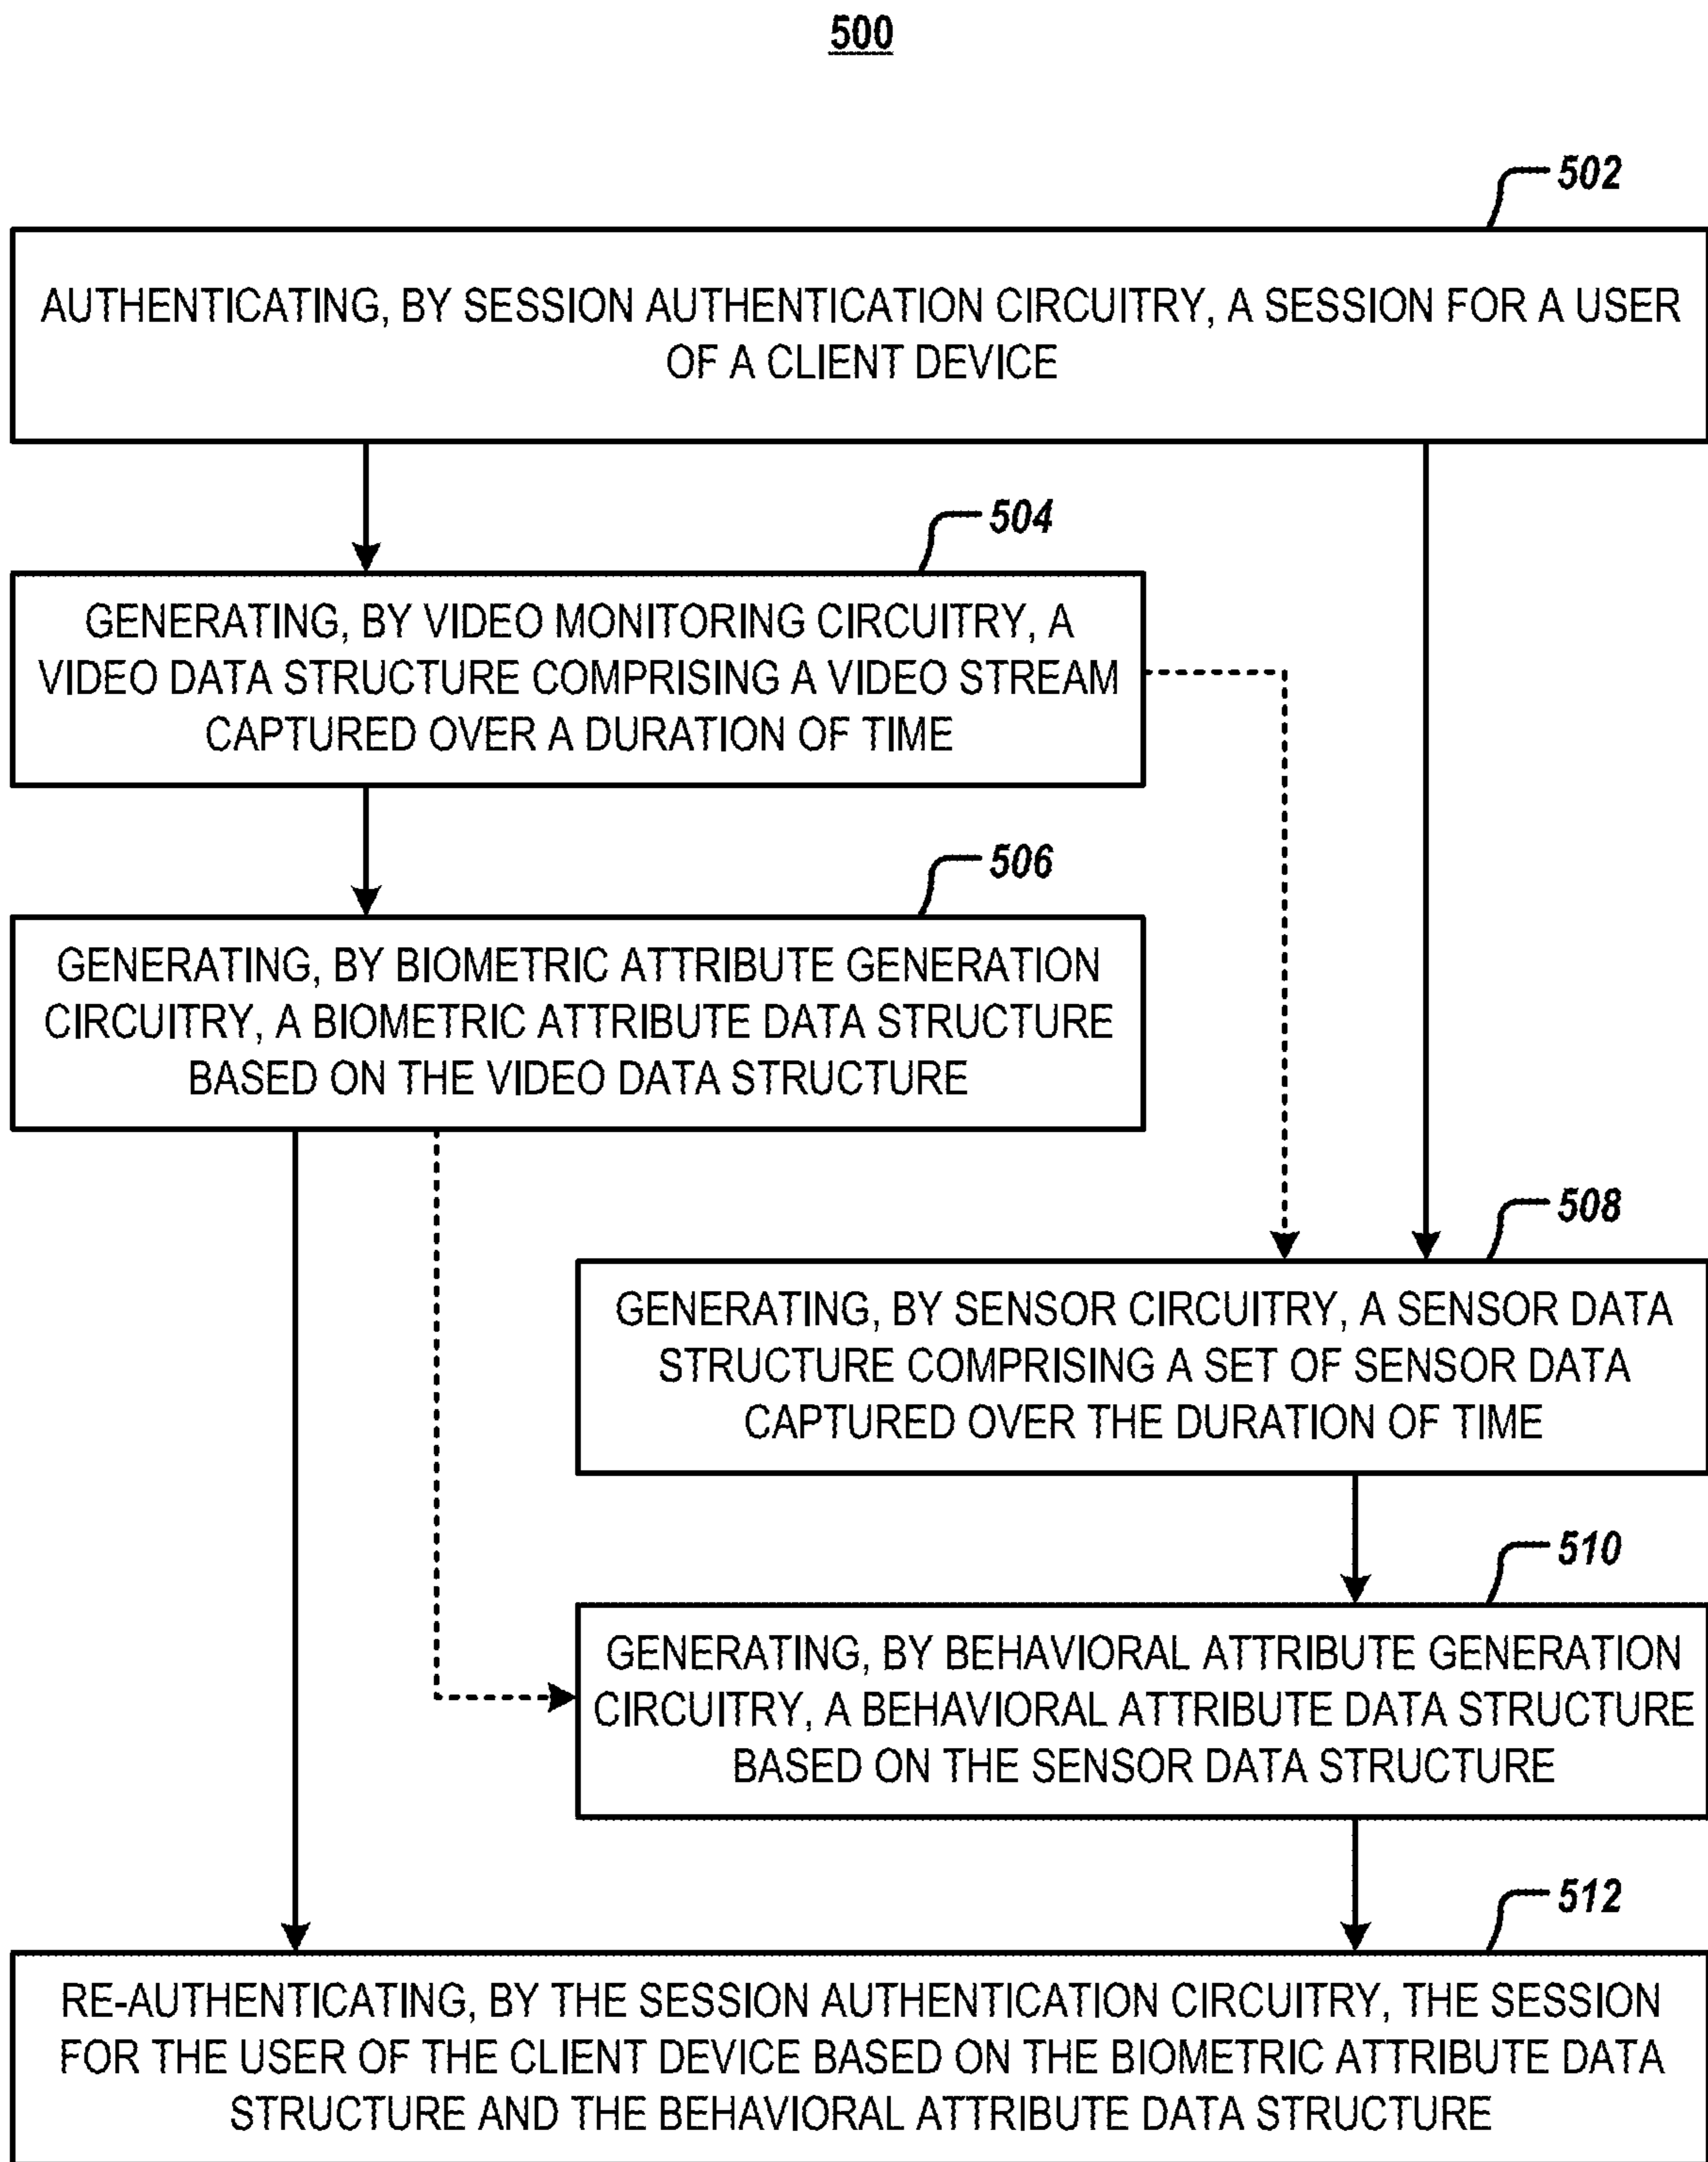 500
502
AUTHENTICATING, BY SESSION AUTHENTICATION CIRCUITRY, A SESSION FOR A USER
OF A CLIENT DEVICE
504
GENERATING, BY VIDEO MONITORING CIRCUITRY, A
VIDEO DATA STRUCTURE COMPRISING A VIDEO STREAM
CAPTURED OVER A DURATION OF TIME
506
GENERATING, BY BIOMETRIC ATTRIBUTE GENERATION
CIRCUITRY, A BIOMETRIC ATTRIBUTE DATA STRUCTURE
BASED ON THE VIDEO DATA STRUCTURE
508
GENERATING, BY SENSOR CIRCUITRY, A SENSOR DATA
STRUCTURE COMPRISING A SET OF SENSOR DATA
CAPTURED OVER THE DURATION OF TIME
510
GENERATING, BY BEHAVIORAL ATTRIBUTE GENERATION
CIRCUITRY, A BEHAVIORAL ATTRIBUTE DATA STRUCTURE
BASED ON THE SENSOR DATA STRUCTURE
512
RE-AUTHENTICATING, BY THE SESSION AUTHENTICATION CIRCUITRY, THE SESSION
FOR THE USER OF THE CLIENT DEVICE BASED ON THE BIOMETRIC ATTRIBUTE DATA
STRUCTURE AND THE BEHAVIORAL ATTRIBUTE DATA STRUCTURE